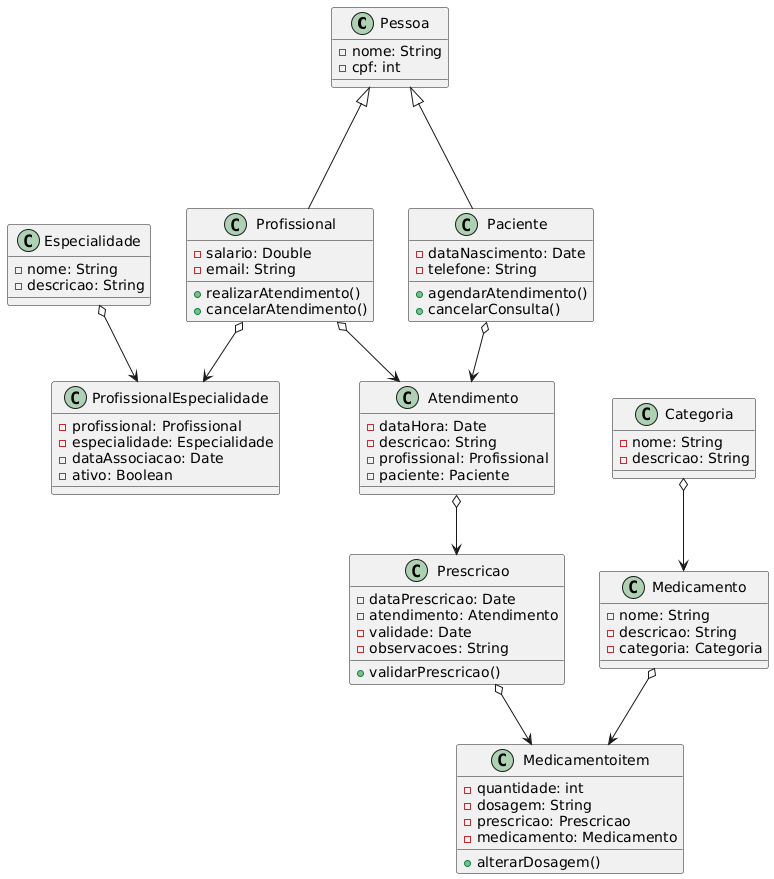 C Pessoa
nome: String
cpf: int
C Especialidade
nome: String
descricao: String
C Profissional
salario: Double
email: String
realizarAtendimento()
cancelarAtendimento()
C Paciente
dataNascimento: Date
telefone: String
agendarAtendimento()
cancelarConsulta()
C ProfissionalEspecialidade
profissional: Profissional
especialidade: Especialidade
dataAssociacao: Date
ativo: Boolean
C Atendimento
dataHora: Date
descricao: String
profissional: Profissional
paciente: Paciente
C Categoria
nome: String
descricao: String
C Prescricao
dataPrescricao: Date
atendimento: Atendimento
validade: Date
observacoes: String
validarPrescricao()
C Medicamento
nome: String
descricao: String
categoria: Categoria
C Medicamentoitem
quantidade: int
dosagem: String
prescricao: Prescricao
medicamento: Medicamento
alterarDosagem()